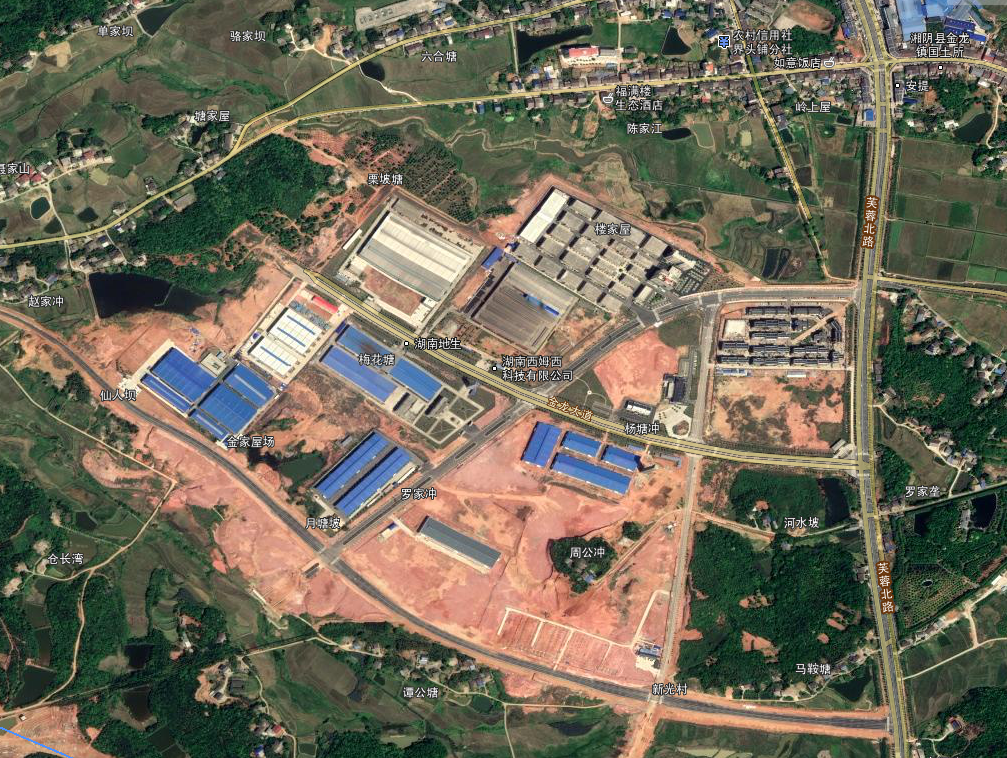 单家坝
骆家坝
六合塘
农村信用社
界头铺分社
如意饭店
湘阴县金龙
镇国土所
安提
塘家屋
福满楼
生态酒店
岭上屋
陈家江
聂家山
栗坡塘
芙蓉北路
楼家屋
赵家冲
湖南地生
梅花塘
湖南西姆西
科技有限公司
仙人坝
金龙大道
杨塘冲
金家屋场
罗家冲
罗家垄
月塘坡
河水坡
仓长湾
周公冲
芙蓉北路
马鞍塘
谭公塘
新光村